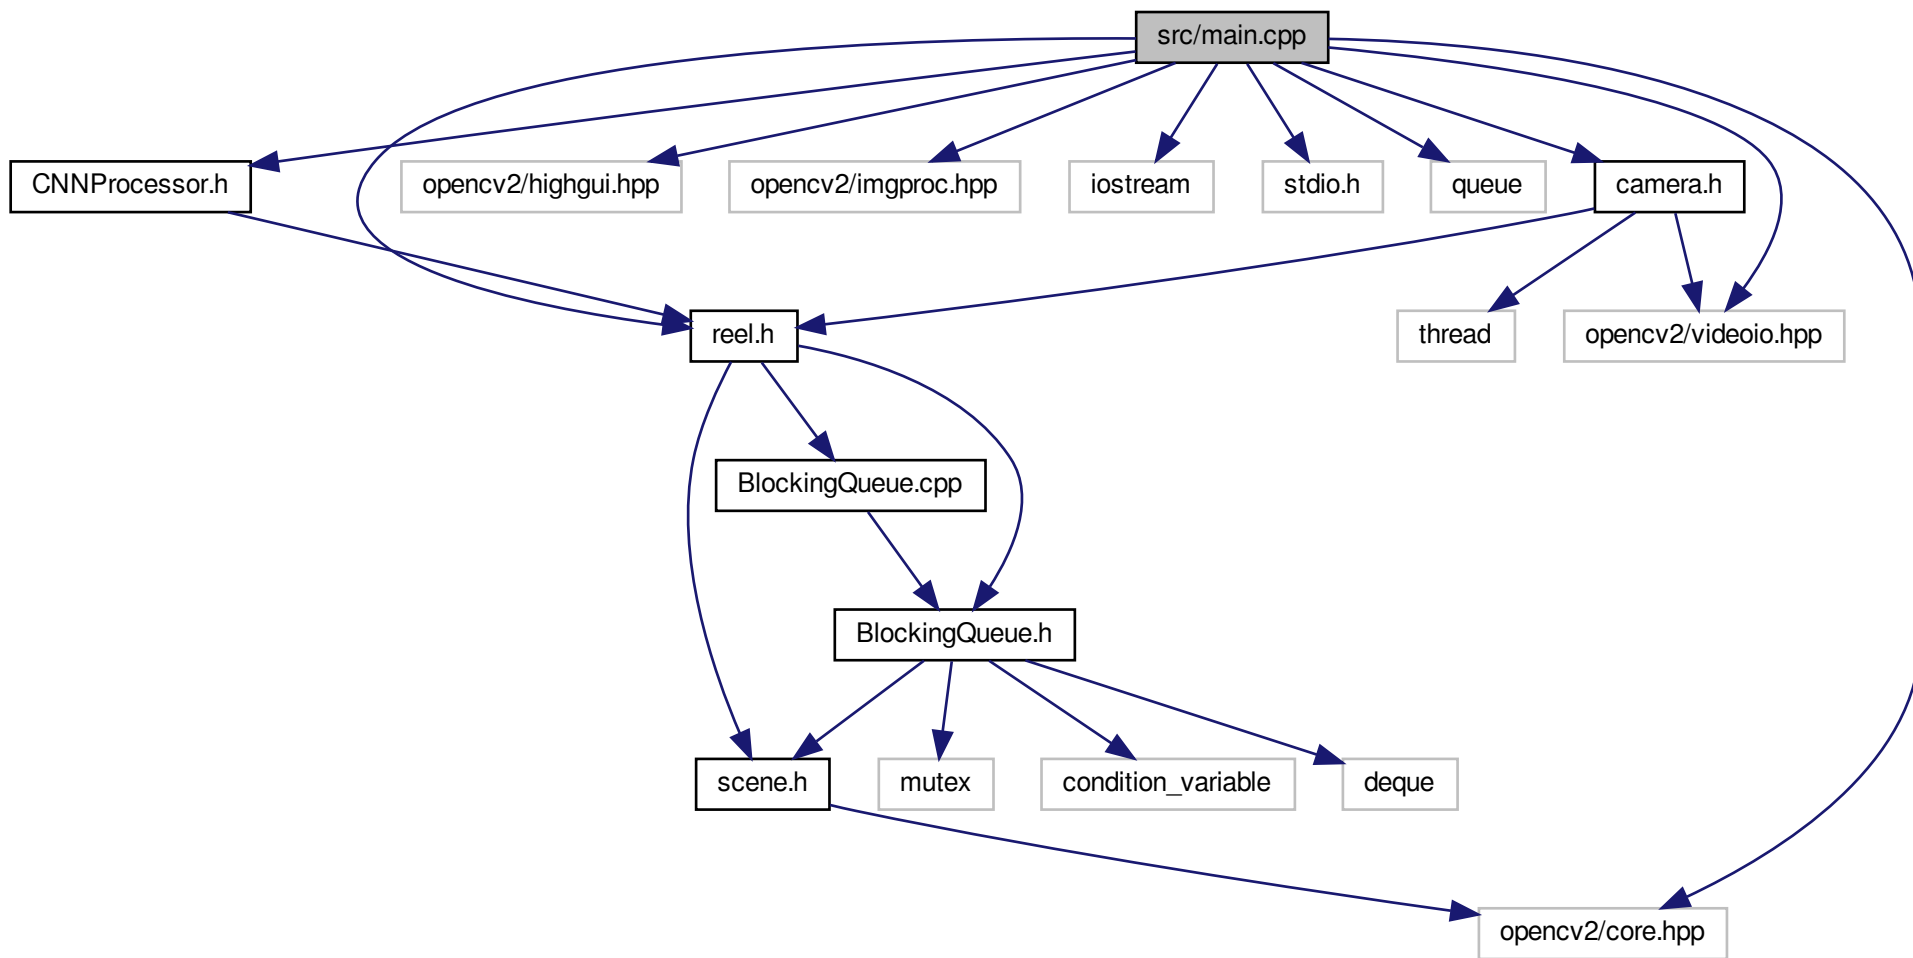 src/main.cpp
CNNProcessor.h
opencv2/highgui.hpp
opencv2/imgproc.hpp
iostream
stdio.h
queue
camera.h
reel.h
thread
opencv2/videoio.hpp
BlockingQueue.cpp
BlockingQueue.h
scene.h
mutex
condition_variable
deque
opencv2/core.hpp